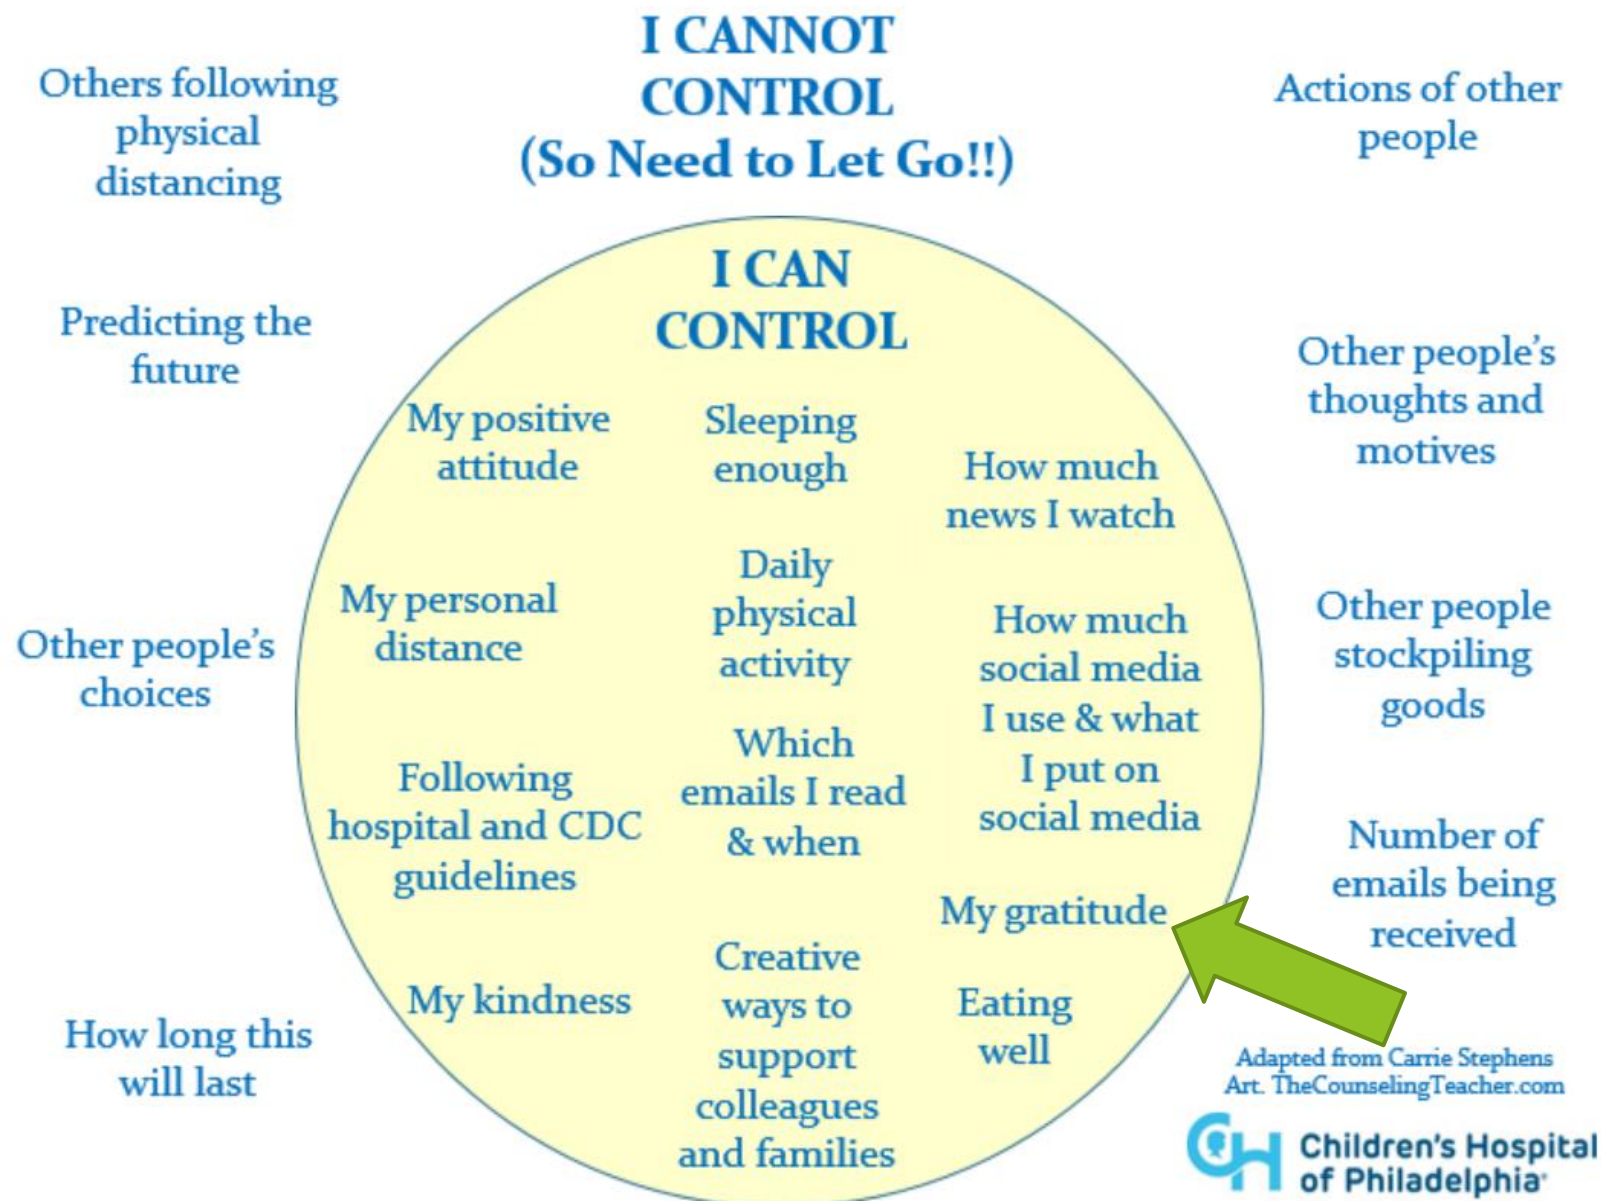 I CANNOT
CONTROL
(So Need to Let Go!!)
Others following
physical
distancing
Predicting the
future
Other people's
choices
How long this
will last
I CAN
CONTROL
My positive
attitude
My personal
distance
Following
hospital and CDC
guidelines
My kindness
Sleeping
enough
Daily
physical
activity
Which
emails I read
& when
Creative
ways to
support
colleagues
and families
How much
news I watch
How much
social media
I use & what
I put on
social media
My gratitude
Eating
well
Actions of other
people
Other people's
thoughts and
motives
Other people
stockpiling
goods
Number of
emails being
received
Adapted from Carrie Stephens
Art. TheCounselingTeacher.com
CH
Children's Hospital
of Philadelphia